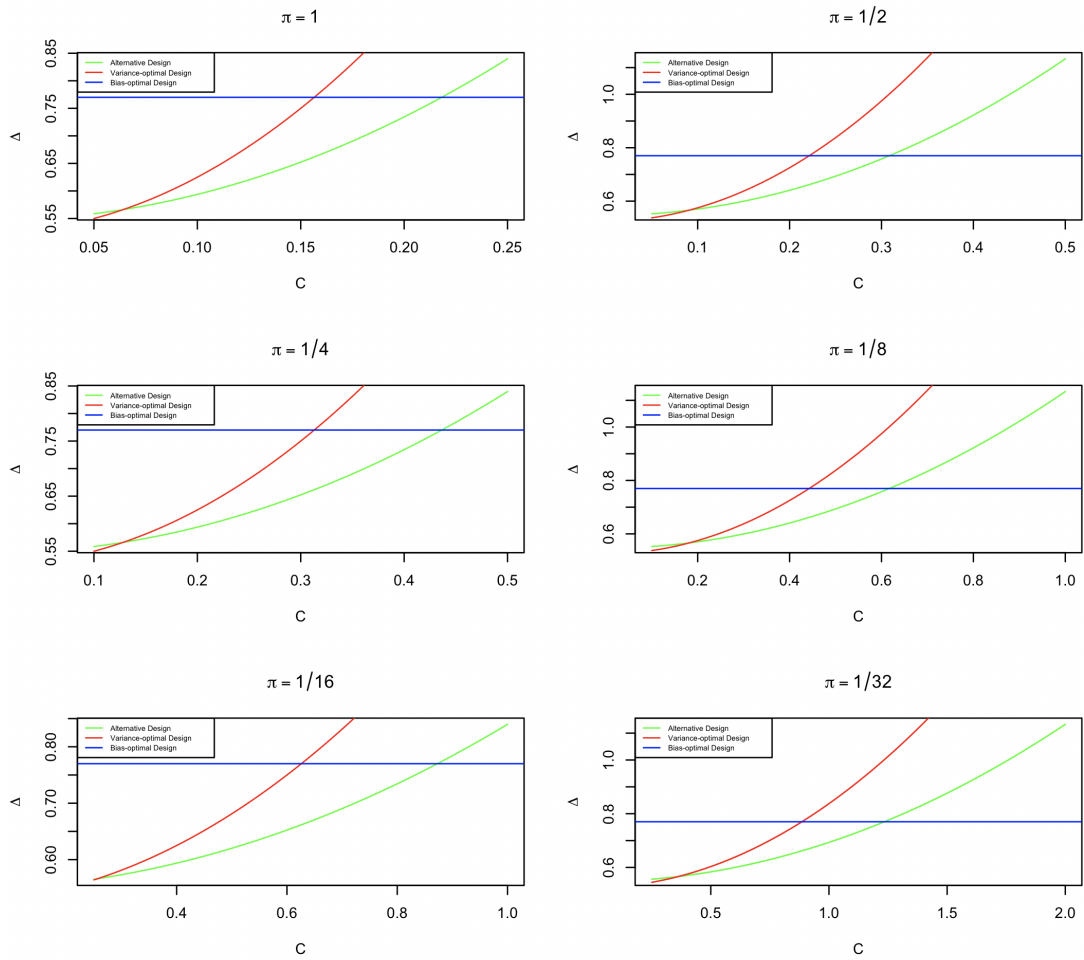 π = 1
0.85
0.75
0.65
0.55
Δ
Alternative Design
Variance-optimal Design
Bias-optimal Design
0.05 0.10 0.15 0.20 0.25
C
π = 1/2
1.0
0.8
0.6
Δ
Alternative Design
Variance-optimal Design
Bias-optimal Design
0.1 0.2 0.3 0.4 0.5
C
π = 1/4
0.85
0.75
0.65
0.55
Δ
Alternative Design
Variance-optimal Design
Bias-optimal Design
0.1 0.2 0.3 0.4 0.5
C
π = 1/8
1.0
0.8
0.6
Δ
Alternative Design
Variance-optimal Design
Bias-optimal Design
0.2 0.4 0.6 0.8 1.0
C
π = 1/16
0.80
0.70
0.60
Δ
Alternative Design
Variance-optimal Design
Bias-optimal Design
0.4 0.6 0.8 1.0
C
π = 1/32
1.0
0.8
0.6
Δ
Alternative Design
Variance-optimal Design
Bias-optimal Design
0.5 1.0 1.5 2.0
C